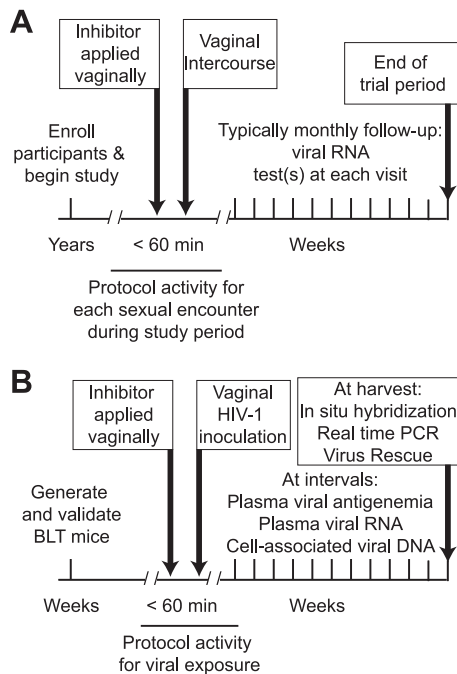 A
Inhibitor
applied
vaginally
Vaginal
Intercourse
End of
trial period
Enroll
participants &
begin study
Typically monthly follow-up:
viral RNA
test(s) at each visit
Years
< 60 min
Weeks
Protocol activity for
each sexual encounter
during study period
B
Inhibitor
applied
vaginally
Vaginal
HIV-1
inoculation
At harvest:
In situ hybridization
Real time PCR
Virus Rescue
Generate
and validate
BLT mice
At intervals:
Plasma viral antigenemia
Plasma viral RNA
Cell-associated viral DNA
Weeks
< 60 min
Weeks
Protocol activity
for viral exposure